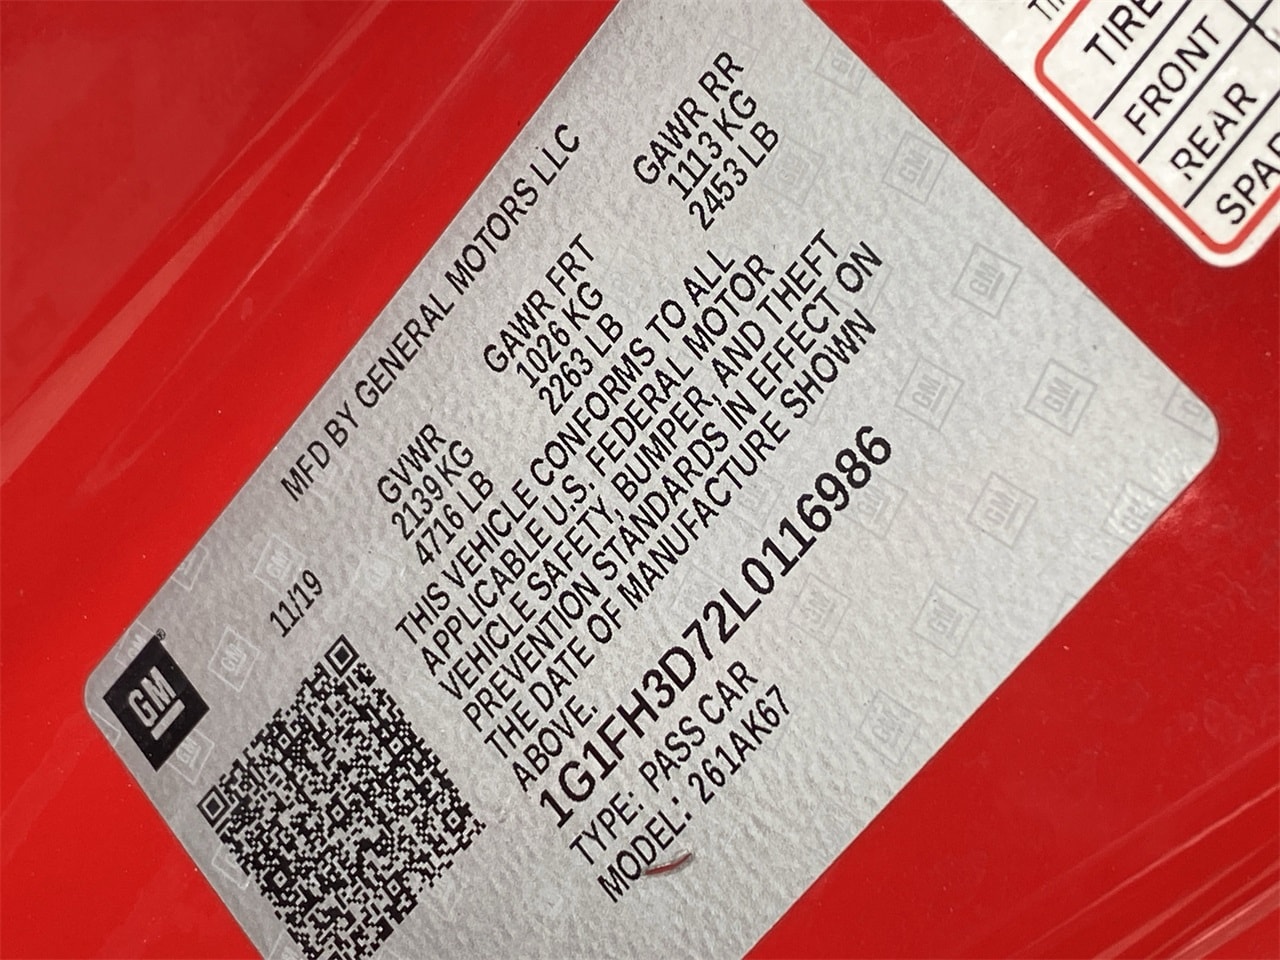 GM
MFD BY GENERAL MOTORS LLC
11/19
GVWR
2139 KG
4716 LB
GAWR FRT
1026 KG
2263 LB
GAWR RR
1113 KG
2453 LB
THIS VEHICLE CONFORMS TO ALL
APPLICABLE U.S. FEDERAL MOTOR
VEHICLE SAFETY, BUMPER, AND THEFT
PREVENTION STANDARDS IN EFFECT ON
THE DATE OF MANUFACTURE SHOWN
ABOVE.
1G1FH3D72L0116986
TYPE: PASS CAR
MODEL: 261AK67
TIRE
FRONT
REAR